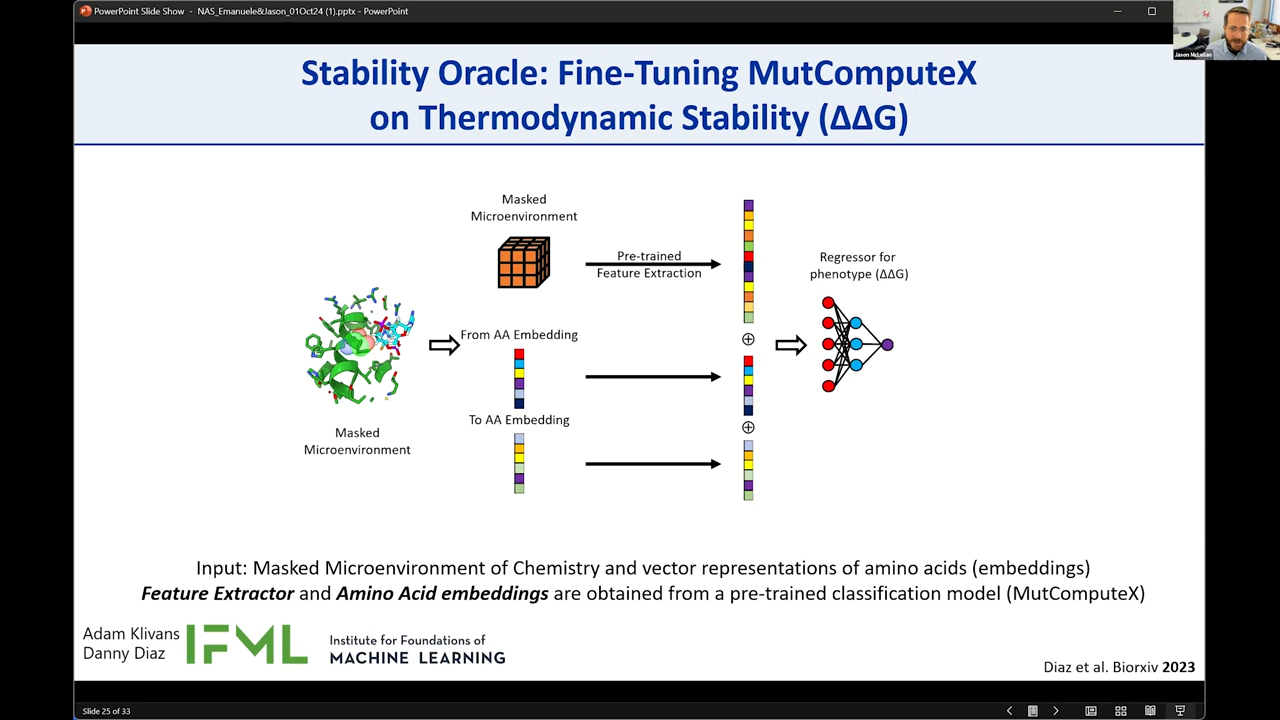 PowerPoint Slide Show - NAS_Emanuele&Jason_01Oct24 (1).pptx - PowerPoint
Jason McLellan
Stability Oracle: Fine-Tuning MutComputeX
on Thermodynamic Stability (ΔΔG)
Masked
Microenvironment
Pre-trained
Feature Extraction
Regressor for
phenotype (ΔΔG)
From AA Embedding
To AA Embedding
Masked
Microenvironment
Input: Masked Microenvironment of Chemistry and vector representations of amino acids (embeddings)
Feature Extractor and Amino Acid embeddings are obtained from a pre-trained classification model (MutComputeX)
Adam Klivans
Danny Diaz
IFML
Institute for Foundations of
MACHINE LEARNING
Diaz et al. Biorxiv 2023
Slide 25 of 33